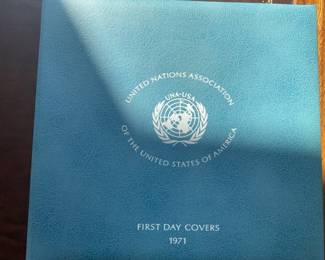 UNITED NATIONS ASSOCIATION
UNA-USA
OF THE UNITED STATES OF AMERICA
FIRST DAY COVERS
1971